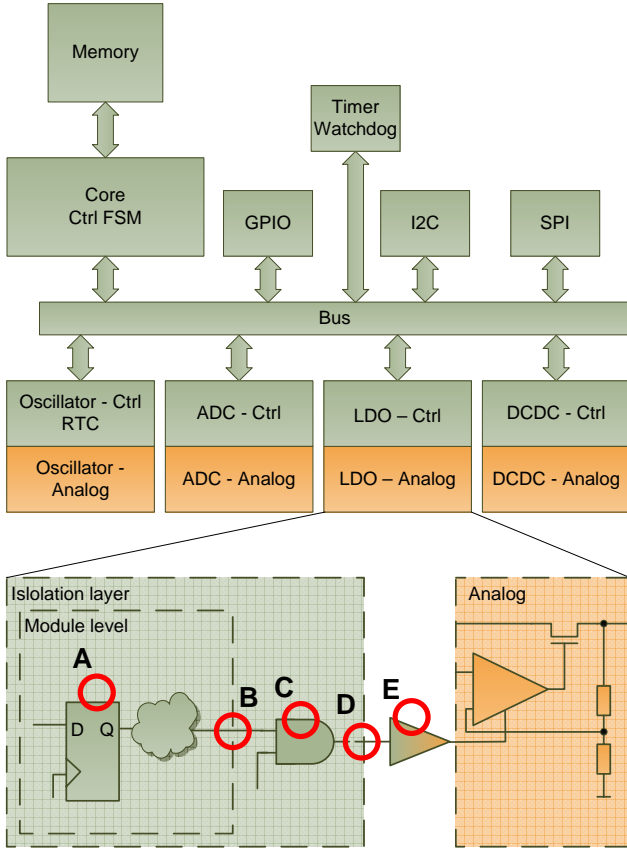 Memory
Timer
Watchdog
Core
Ctrl FSM
GPIO
I2C
SPI
Bus
Oscillator - Ctrl
RTC
ADC - Ctrl
LDO – Ctrl
DCDC - Ctrl
Oscillator -
Analog
ADC - Analog
LDO – Analog
DCDC - Analog
Islolation layer
Analog
Module level
A
B
C
D
E
D
Q